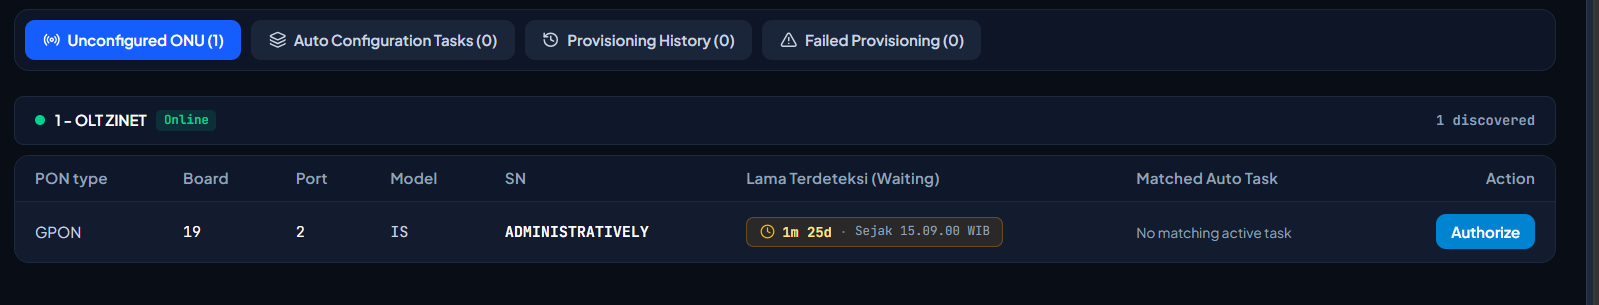 Unconfigured ONU (1) Auto Configuration Tasks (0) Provisioning History (0) Failed Provisioning (0)
1 - OLT ZINET Online 1 discovered
PON type Board Port Model SN Lama Terdeteksi (Waiting) Matched Auto Task Action
GPON 19 2 IS ADMINISTRATIVELY 1m 25d · Sejak 15.09.00 WIB No matching active task Authorize